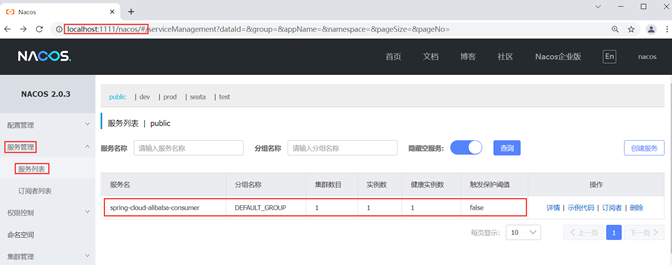 Nacos
localhost:1111/nacos/#/serviceManagement?dataId=&group=&appName=&namespace=&pageSize=&pageNo=
NACOS.
首页 文档 博客 社区 Nacos企业版 En nacos
NACOS 2.0.3
public | dev | prod | seata | test
配置管理
服务列表 | public
服务管理
服务名称 请输入服务名称 分组名称 请输入分组名称 隐藏空服务: 查询 创建服务
服务列表
订阅者列表
服务名 分组名称 集群数目 实例数 健康实例数 触发保护阈值 操作
spring-cloud-alibaba-consumer DEFAULT_GROUP 1 1 1 false 详情 | 示例代码 | 订阅者 | 删除
权限控制
命名空间
每页显示: 10 上一页 1 下一页
集群管理